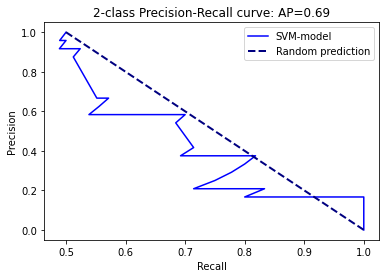 2-class Precision-Recall curve: AP=0.69
SVM-model
Random prediction
1.0
0.8
0.6
0.4
0.2
0.0
Precision
0.5
0.6
0.7
0.8
0.9
1.0
Recall